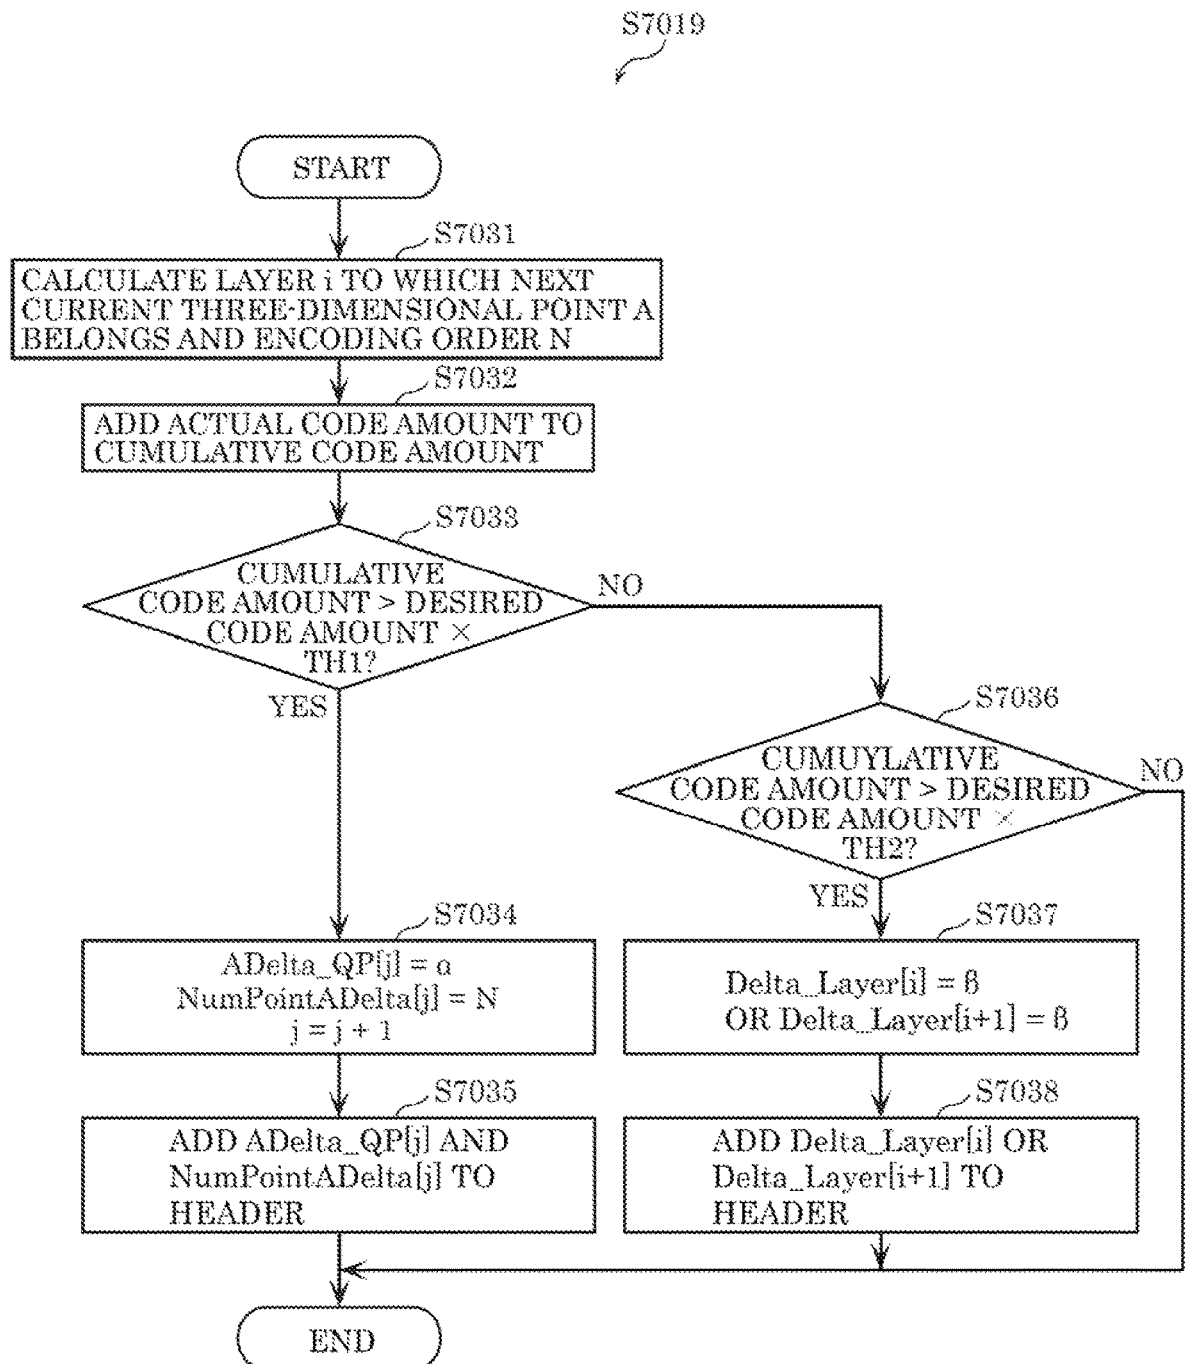 S7019
START
S7031
CALCULATE LAYER i TO WHICH NEXT
CURRENT THREE-DIMENSIONAL POINT A
BELONGS AND ENCODING ORDER N
S7032
ADD ACTUAL CODE AMOUNT TO
CUMULATIVE CODE AMOUNT
S7033
CUMULATIVE
CODE AMOUNT > DESIRED
CODE AMOUNT ×
TH1?
NO
YES
S7036
CUMUYLATIVE
CODE AMOUNT > DESIRED
CODE AMOUNT ×
TH2?
NO
YES
S7034
ADelta_QP[j] = α
NumPointADelta[j] = N
j = j + 1
S7037
Delta_Layer[i] = β
OR Delta_Layer[i+1] = β
S7035
ADD ADelta_QP[j] AND
NumPointADelta[j] TO
HEADER
S7038
ADD Delta_Layer[i] OR
Delta_Layer[i+1] TO
HEADER
END